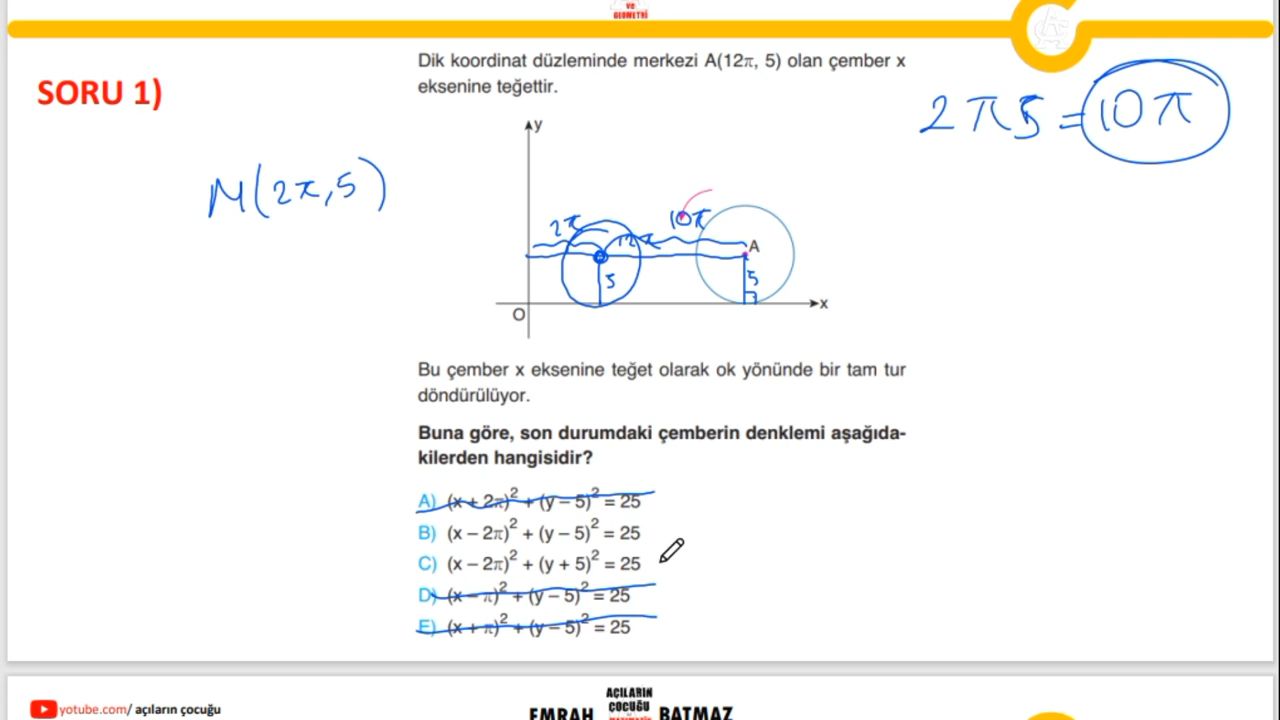 ve
GEOMETRİ
Dik koordinat düzleminde merkezi A(12π, 5) olan çember x
eksenine teğettir.
SORU 1)
2π5 = 10π
M(2π, 5)
y
2π
10π
12π
A
5
5
O
x
Bu çember x eksenine teğet olarak ok yönünde bir tam tur
döndürülüyor.
Buna göre, son durumdaki çemberin denklemi aşağıda-
kilerden hangisidir?
A) (x + 2π)² + (y – 5)² = 25
B) (x – 2π)² + (y – 5)² = 25
C) (x – 2π)² + (y + 5)² = 25
D) (x – π)² + (y – 5)² = 25
E) (x + π)² + (y – 5)² = 25
yotube.com/ açıların çocuğu
AÇILARIN
ÇOCUĞU
EMRAH BATMAZ